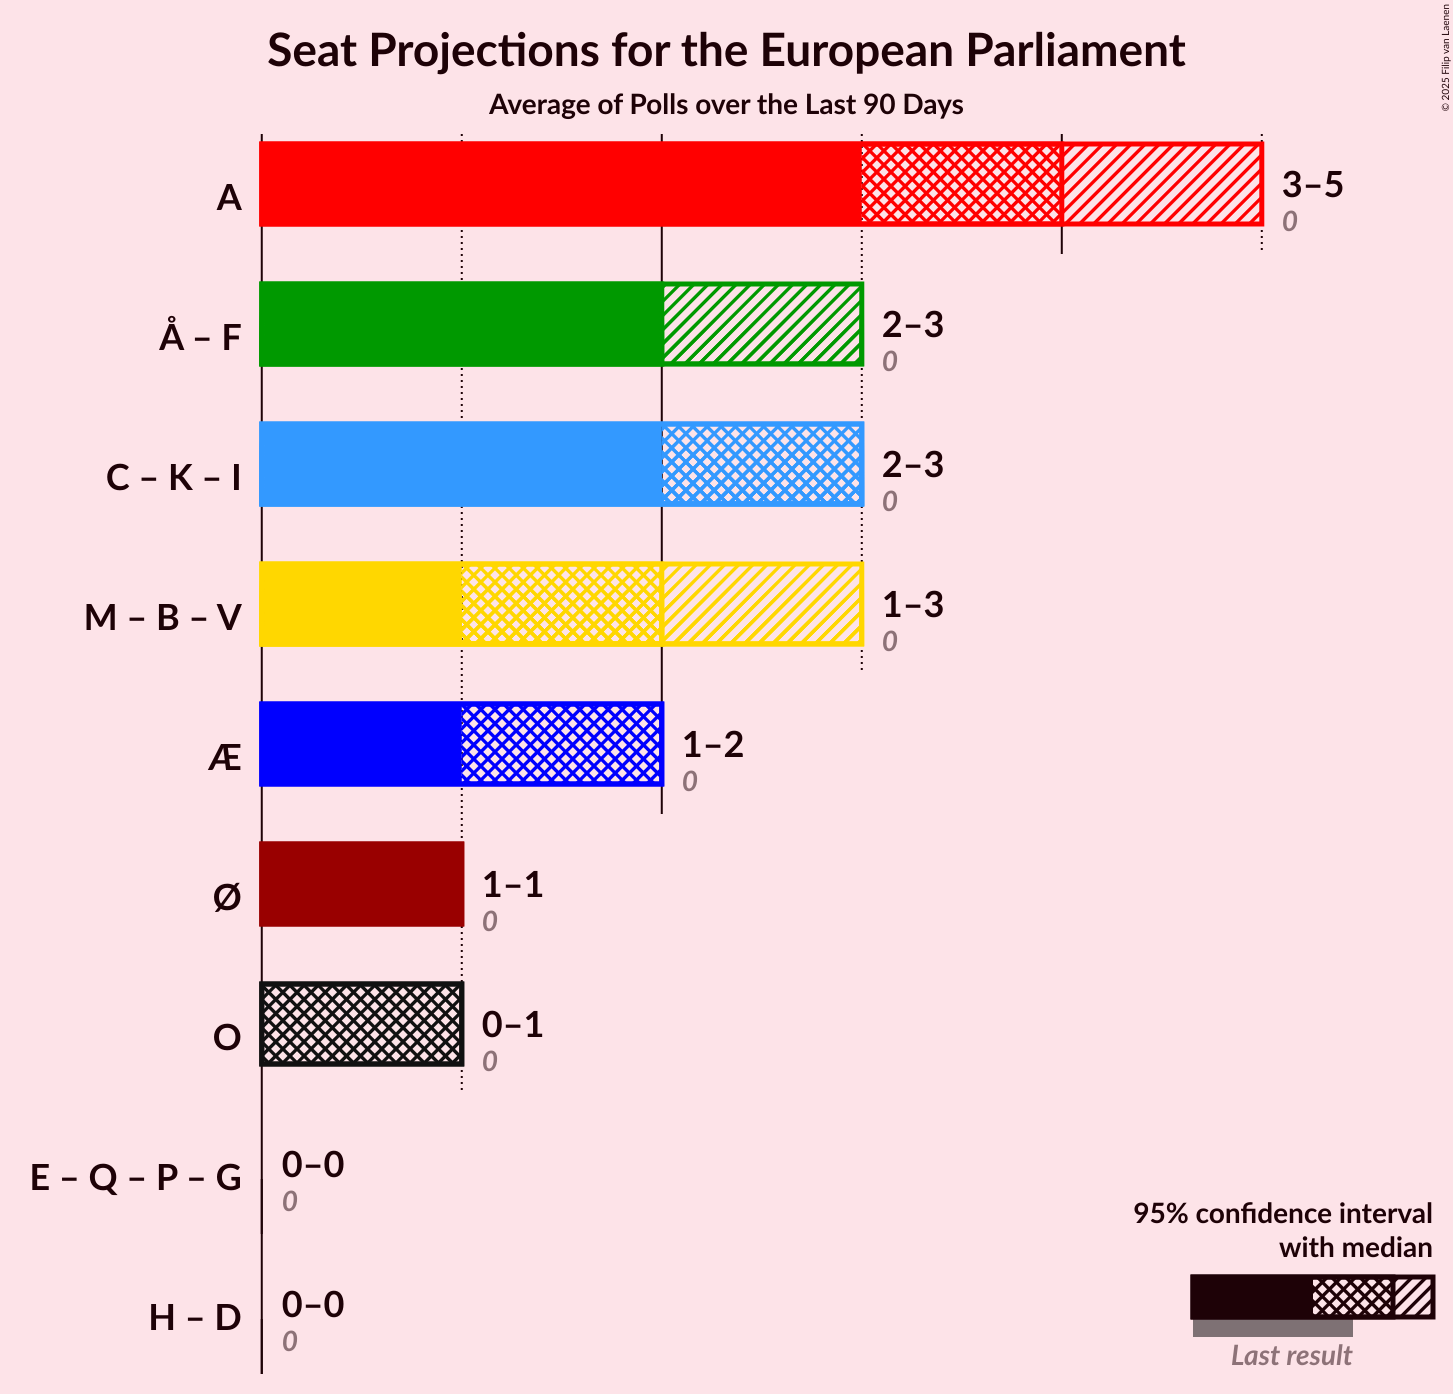 Seat Projections for the European Parliament
Average of Polls over the Last 90 Days
© 2025 Filip van Laenen
A
3–5
0
Å – F
2–3
0
C – K – I
2–3
0
M – B – V
1–3
0
Æ
1–2
0
Ø
1–1
0
O
0–1
0
E – Q – P – G
0–0
0
H – D
0–0
0
95% confidence interval
with median
Last result